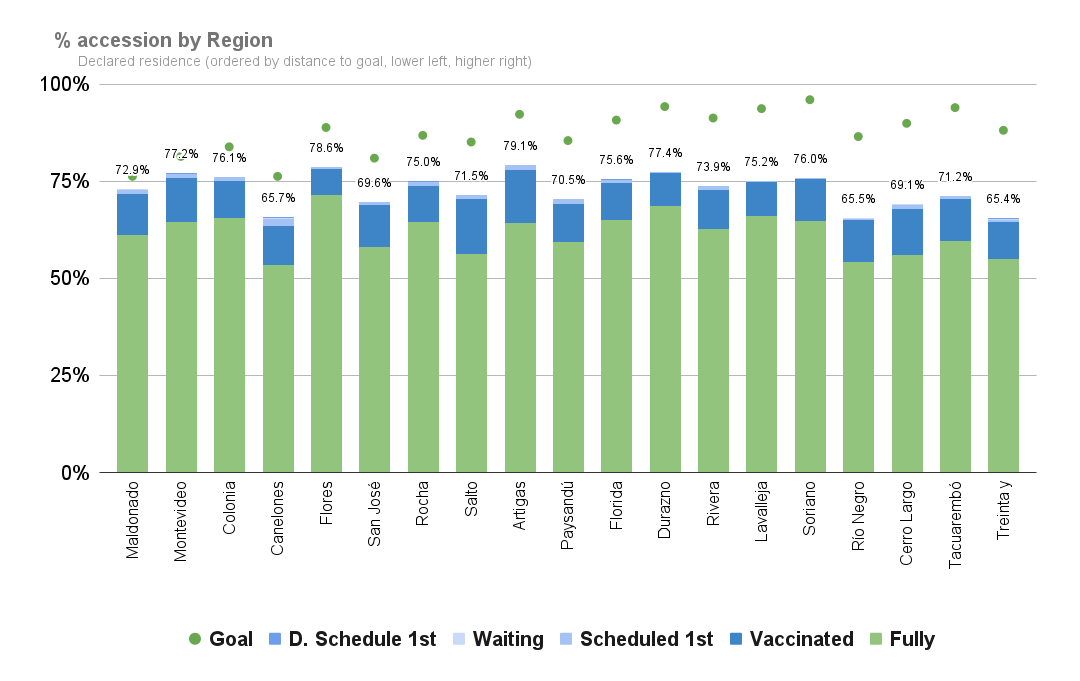 % accession by Region
Declared residence (ordered by distance to goal, lower left, higher right)
100%
75%
50%
25%
0%
72.9%
77.2%
76.1%
65.7%
78.6%
69.6%
75.0%
71.5%
79.1%
70.5%
75.6%
77.4%
73.9%
75.2%
76.0%
65.5%
69.1%
71.2%
65.4%
Maldonado
Montevideo
Colonia
Canelones
Flores
San José
Rocha
Salto
Artigas
Paysandú
Florida
Durazno
Rivera
Lavalleja
Soriano
Río Negro
Cerro Largo
Tacuarembó
Treinta y
Goal
D. Schedule 1st
Waiting
Scheduled 1st
Vaccinated
Fully